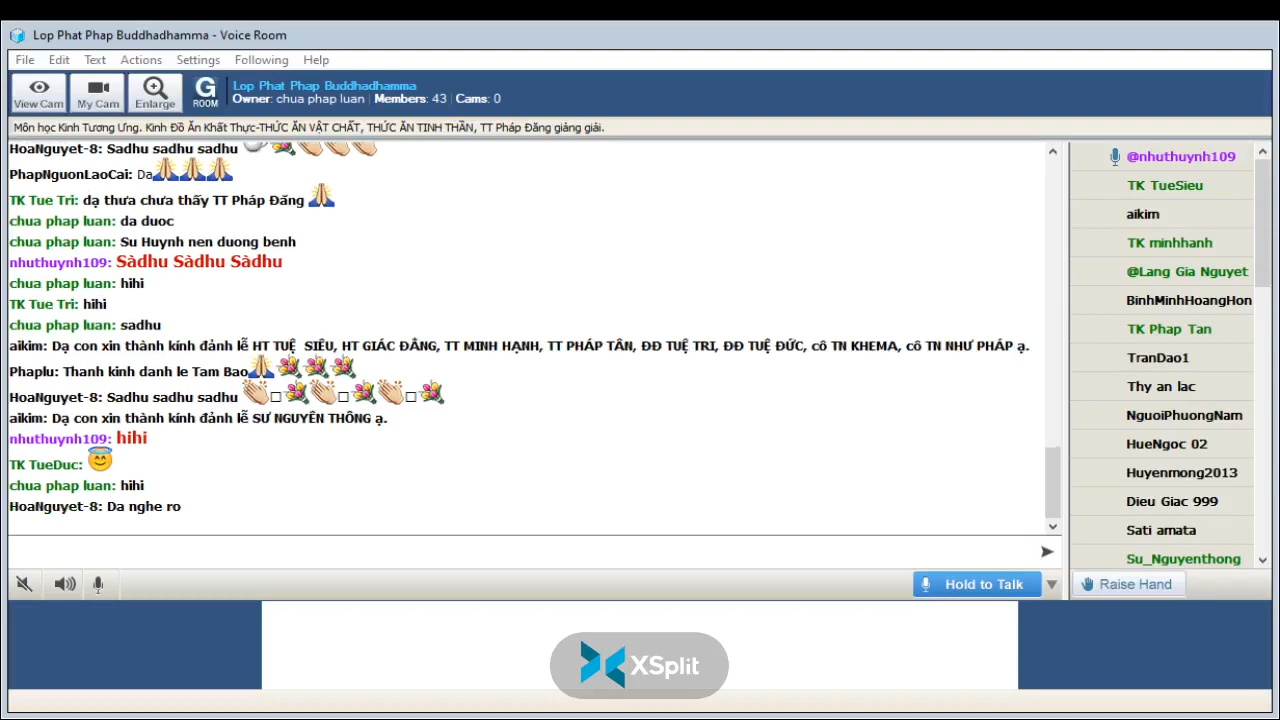 Lop Phat Phap Buddhadhamma - Voice Room
File Edit Text Actions Settings Following Help
View Cam My Cam Enlarge G ROOM
Lop Phat Phap Buddhadhamma
Owner: chua phap luan | Members: 43 | Cams: 0
Môn học Kinh Tương Ưng. Kinh Đồ Ăn Khất Thực-THỨC ĂN VẬT CHẤT, THỨC ĂN TINH THẦN, TT Pháp Đăng giảng giải.
HoaNguyet-8: Sadhu sadhu sadhu
PhapNguonLaoCai: Da
TK Tue Tri: dạ thưa chưa thấy TT Pháp Đăng
chua phap luan: da duoc
chua phap luan: Su Huynh nen duong benh
nhuthuynh109: Sàdhu Sàdhu Sàdhu
chua phap luan: hihi
TK Tue Tri: hihi
chua phap luan: sadhu
aikim: Dạ con xin thành kính đảnh lễ HT TUỆ SIÊU, HT GIÁC ĐẲNG, TT MINH HẠNH, TT PHÁP TÂN, ĐĐ TUỆ TRI, ĐĐ TUỆ ĐỨC, cô TN KHEMA, cô TN NHƯ PHÁP ạ.
Phaplu: Thanh kinh danh le Tam Bao
HoaNguyet-8: Sadhu sadhu sadhu
aikim: Dạ con xin thành kính đảnh lễ SƯ NGUYÊN THÔNG ạ.
nhuthuynh109: hihi
TK TueDuc:
chua phap luan: hihi
HoaNguyet-8: Da nghe ro
@nhuthuynh109
TK TueSieu
aikim
TK minhhanh
@Lang Gia Nguyet
BinhMinhHoangHon
TK Phap Tan
TranDao1
Thy an lac
NguoiPhuongNam
HueNgoc 02
Huyenmong2013
Dieu Giac 999
Sati amata
Su_Nguyenthong
Hold to Talk
Raise Hand
XSplit